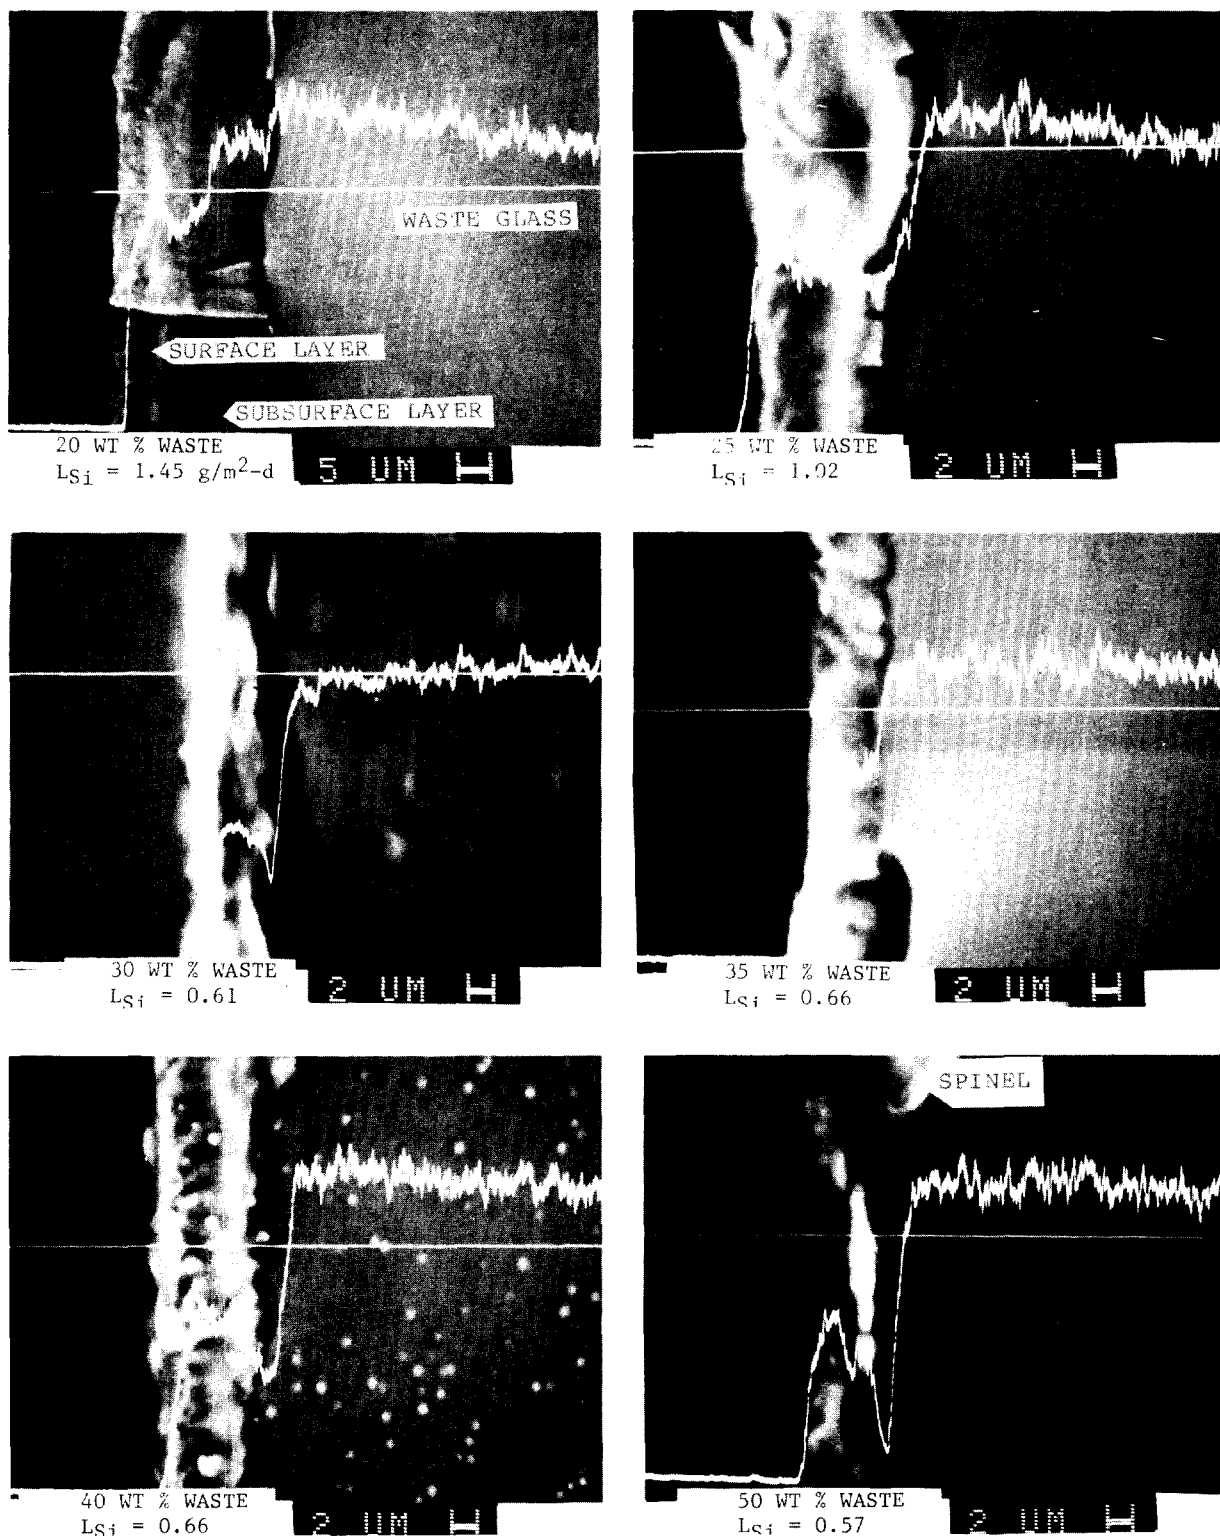 WASTE GLASS
SURFACE LAYER
SUBSURFACE LAYER
20 WT % WASTE
LSi = 1.45 g/m²-d
5 UM
25 WT % WASTE
LSi = 1.02
2 UM
30 WT % WASTE
LSi = 0.61
2 UM
35 WT % WASTE
LSi = 0.66
2 UM
SPINEL
40 WT % WASTE
LSi = 0.66
2 UM
50 WT % WASTE
LSi = 0.57
2 UM